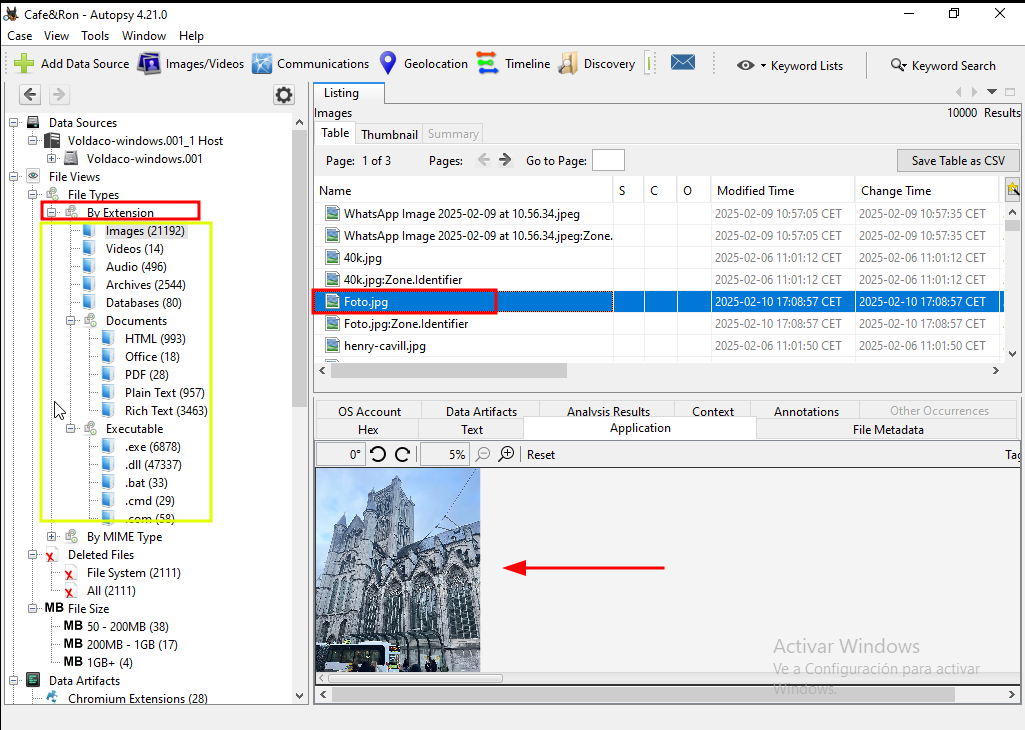 Cafe&Ron - Autopsy 4.21.0
Case View Tools Window Help
Add Data Source Images/Videos Communications Geolocation Timeline Discovery Keyword Lists Keyword Search
Data Sources
Voldaco-windows.001_1 Host
Voldaco-windows.001
File Views
File Types
By Extension
Images (21192)
Videos (14)
Audio (496)
Archives (2544)
Databases (80)
Documents
HTML (993)
Office (18)
PDF (28)
Plain Text (957)
Rich Text (3463)
Executable
.exe (6878)
.dll (47337)
.bat (33)
.cmd (29)
.com (58)
By MIME Type
Deleted Files
File System (2111)
All (2111)
MB File Size
MB 50 - 200MB (38)
MB 200MB - 1GB (17)
MB 1GB+ (4)
Data Artifacts
Chromium Extensions (28)
Listing
Images
10000 Results
Table Thumbnail Summary
Page: 1 of 3 Pages: Go to Page: Save Table as CSV
Name S C O Modified Time Change Time
WhatsApp Image 2025-02-09 at 10.56.34.jpeg 2025-02-09 10:57:05 CET 2025-02-09 10:57:35 CET
WhatsApp Image 2025-02-09 at 10.56.34.jpeg:Zone. 2025-02-09 10:57:05 CET 2025-02-09 10:57:35 CET
40k.jpg 2025-02-06 11:01:12 CET 2025-02-06 11:01:12 CET
40k.jpg:Zone.Identifier 2025-02-06 11:01:12 CET 2025-02-06 11:01:12 CET
Foto.jpg 2025-02-10 17:08:57 CET 2025-02-10 17:08:57 CET
Foto.jpg:Zone.Identifier 2025-02-10 17:08:57 CET 2025-02-10 17:08:57 CET
henry-cavill.jpg 2025-02-06 11:01:50 CET 2025-02-06 11:01:50 CET
OS Account Data Artifacts Analysis Results Context Annotations Other Occurrences
Hex Text Application File Metadata
0° 5% Reset Tag
Activar Windows
Ve a Configuración para activar
Windows.